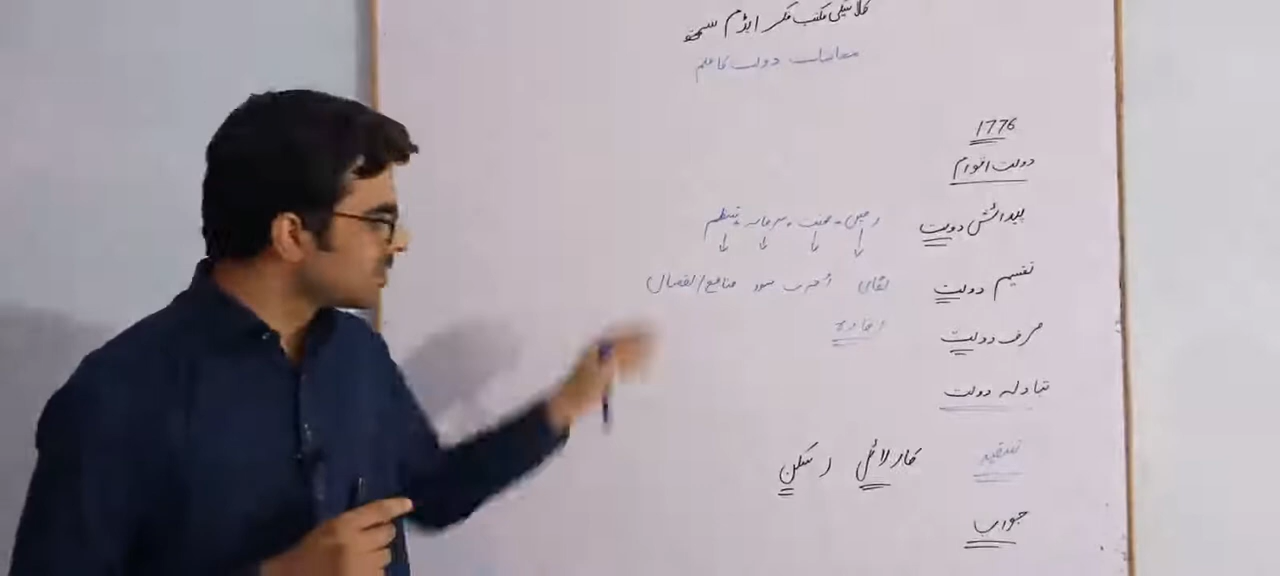 کلاسیکی مکتب فکر ایڈم سمتھ
معاشیات دولت کا علم
1776
دولت اقوام
پیدائش دولت زمین - محنت - سرمایہ - تنظیم
تقسیم دولت لگان اجرت سود منافع/نقصان
صرف دولت افادہ
تبادلہ دولت
تنقید کارلائل رسکن
جواب